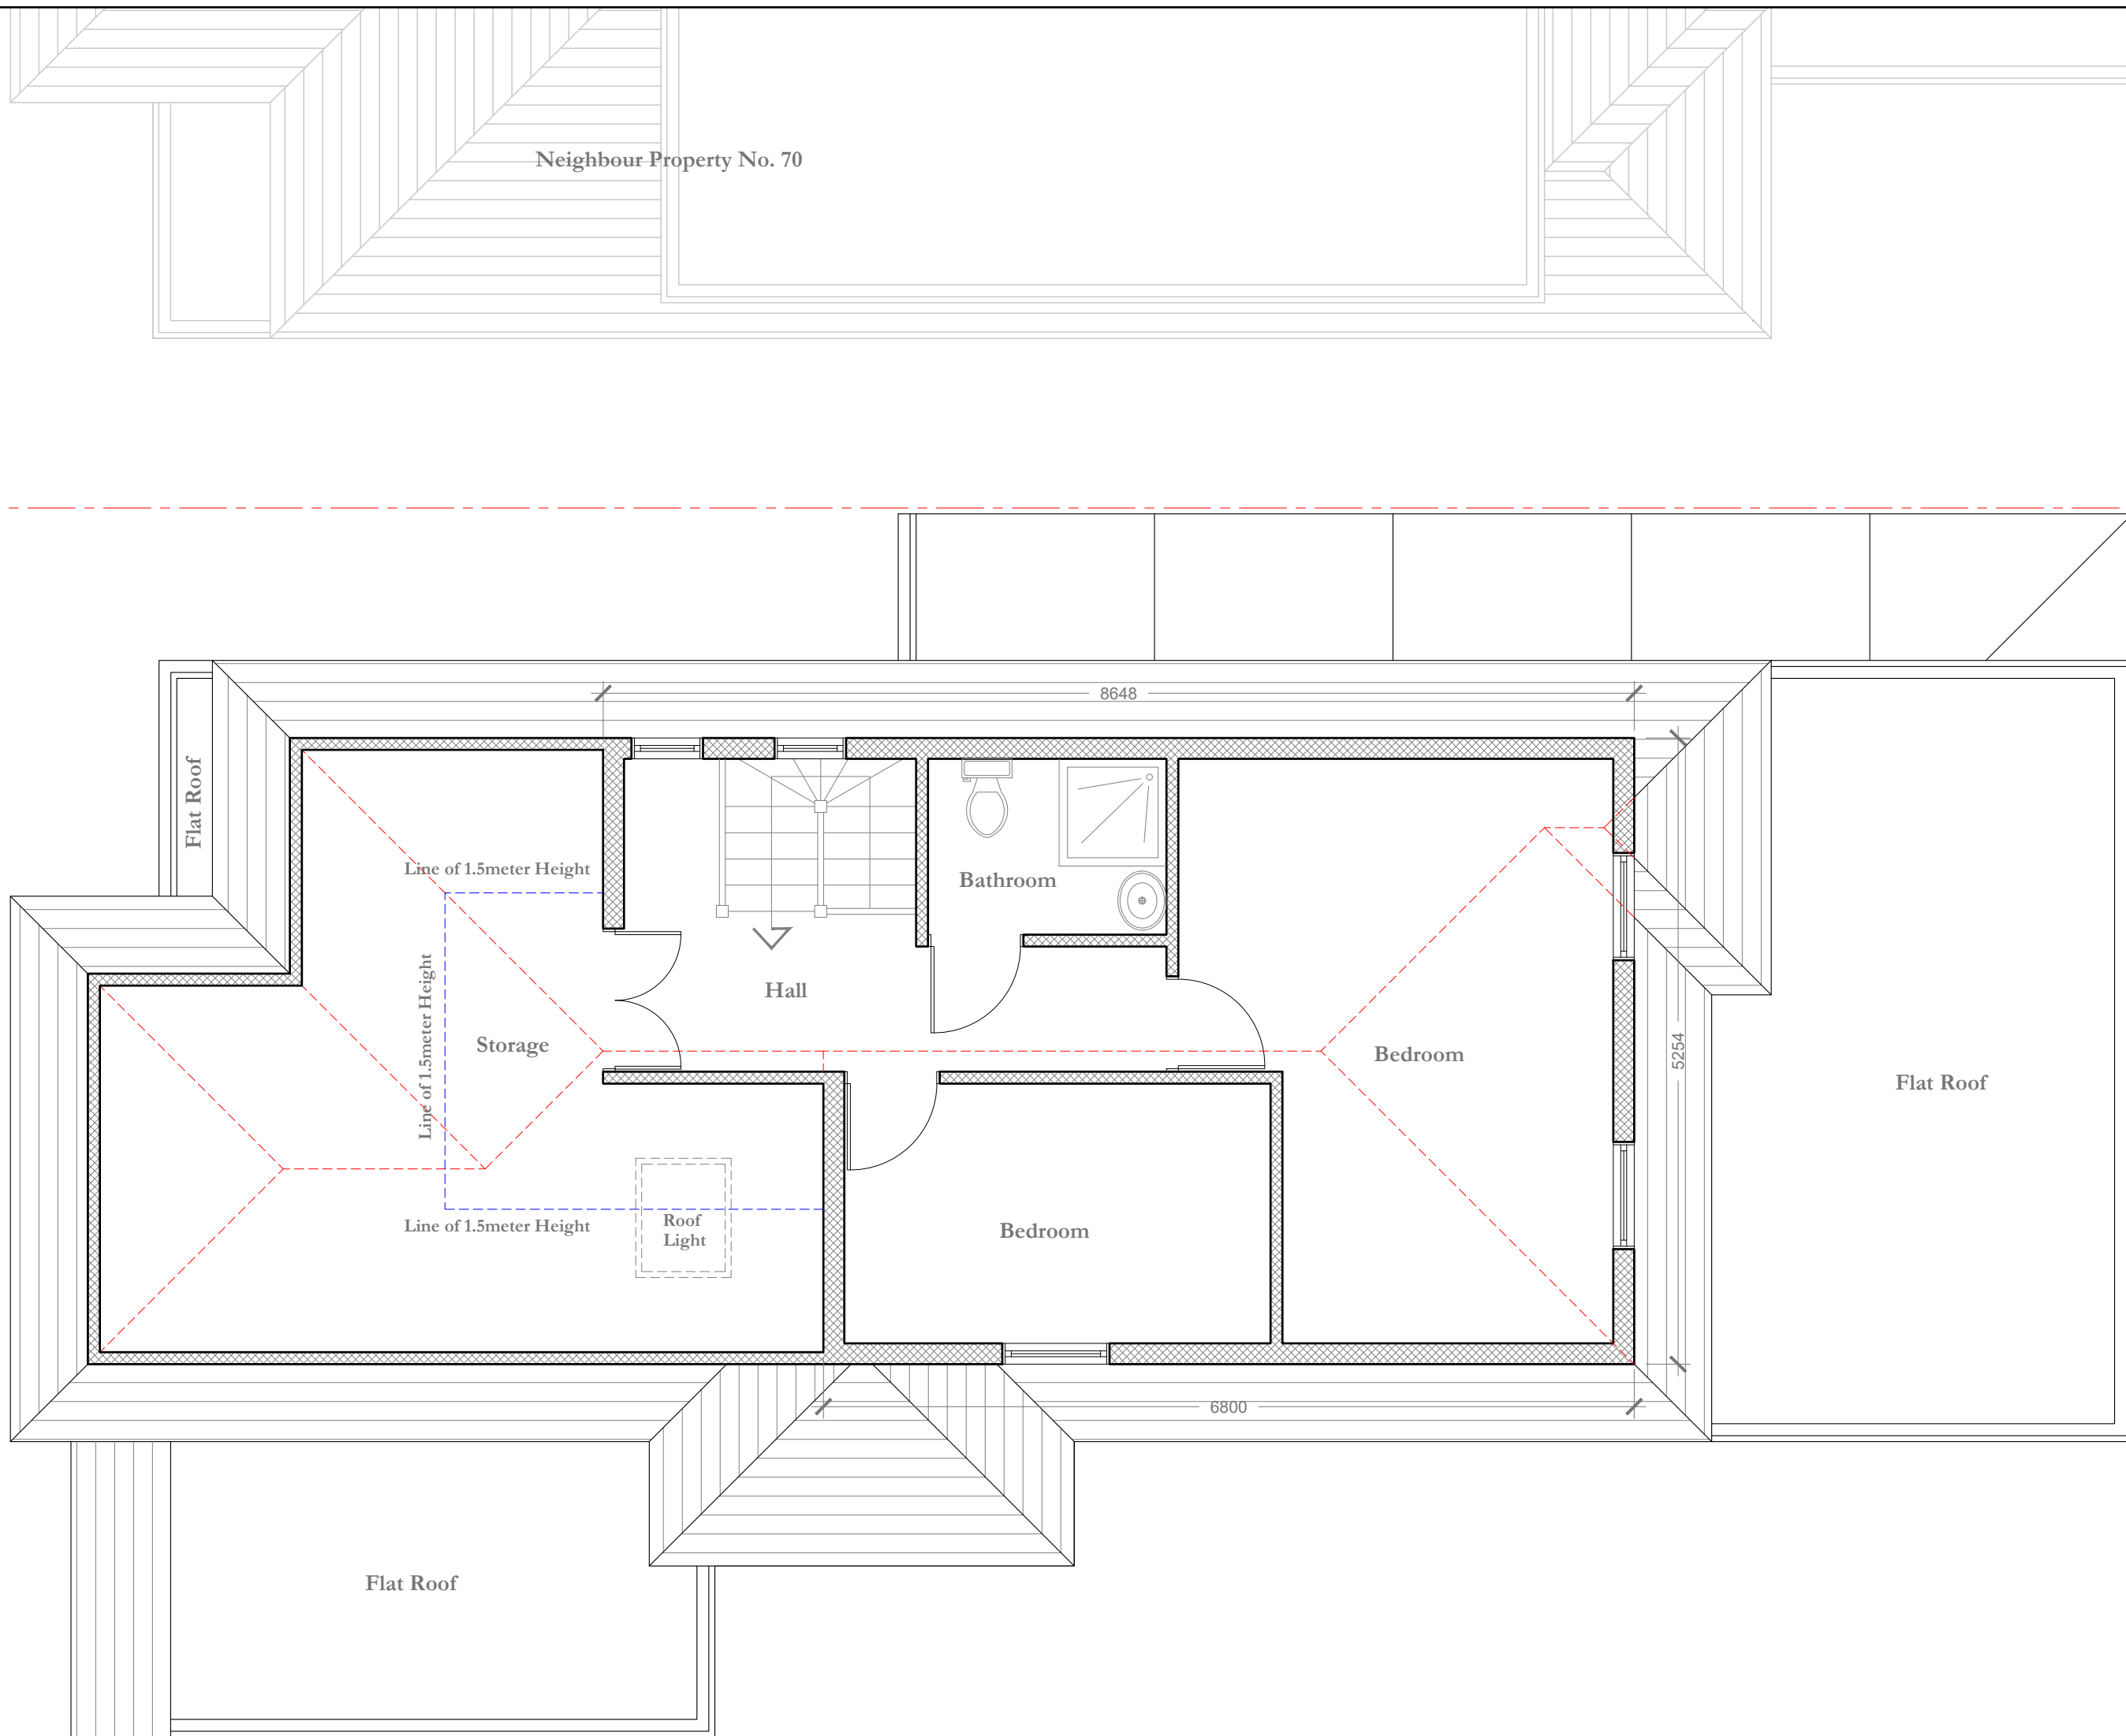 Neighbour Property No. 70
8648
Flat Roof
Line of 1.5meter Height
Bathroom
Line of 1.5meter Height
Hall
Storage
Bedroom
5254
Flat Roof
Line of 1.5meter Height
Roof
Light
Bedroom
6800
Flat Roof